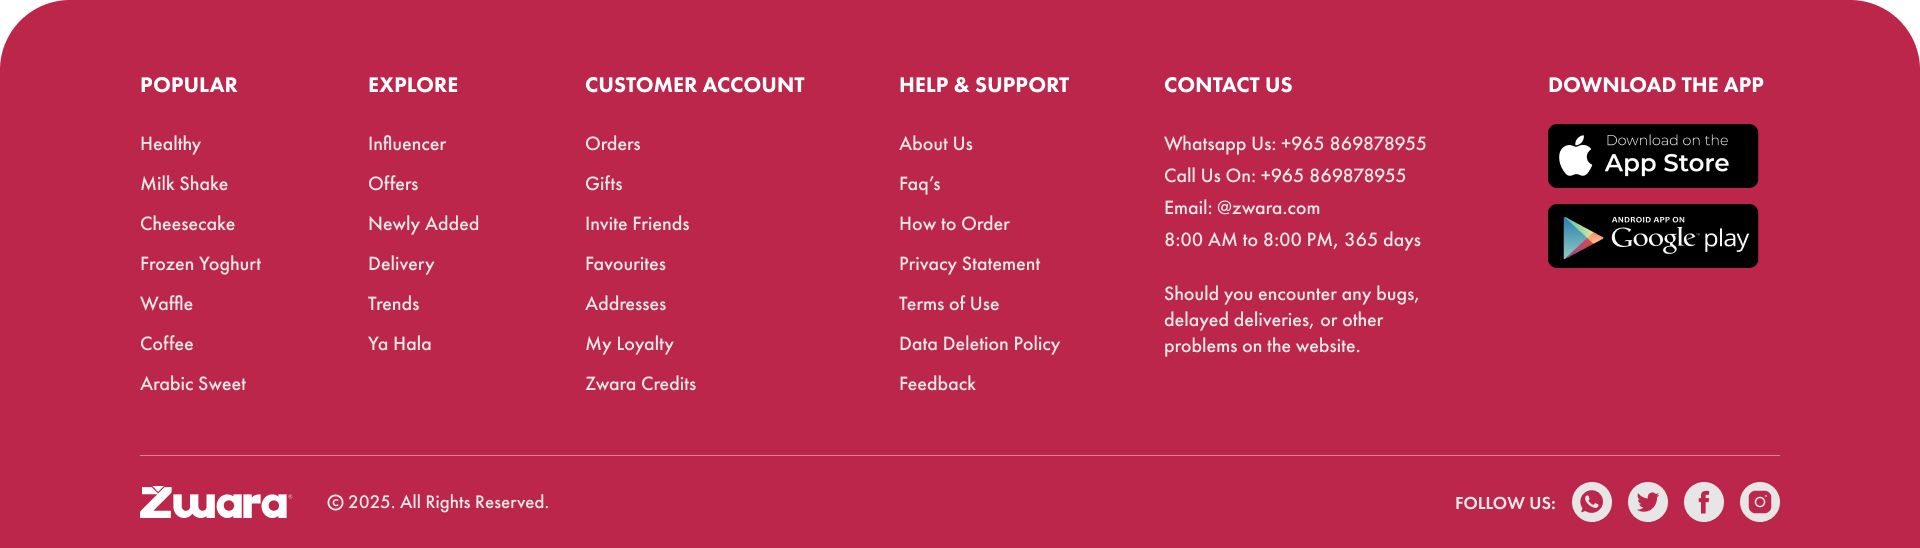 POPULAR
Healthy
Milk Shake
Cheesecake
Frozen Yoghurt
Waffle
Coffee
Arabic Sweet
EXPLORE
Influencer
Offers
Newly Added
Delivery
Trends
Ya Hala
CUSTOMER ACCOUNT
Orders
Gifts
Invite Friends
Favourites
Addresses
My Loyalty
Zwara Credits
HELP & SUPPORT
About Us
Faq’s
How to Order
Privacy Statement
Terms of Use
Data Deletion Policy
Feedback
CONTACT US
Whatsapp Us: +965 869878955
Call Us On: +965 869878955
Email: @zwara.com
8:00 AM to 8:00 PM, 365 days
Should you encounter any bugs,
delayed deliveries, or other
problems on the website.
DOWNLOAD THE APP
Download on the
App Store
ANDROID APP ON
Google play
Zwara
© 2025. All Rights Reserved.
FOLLOW US: